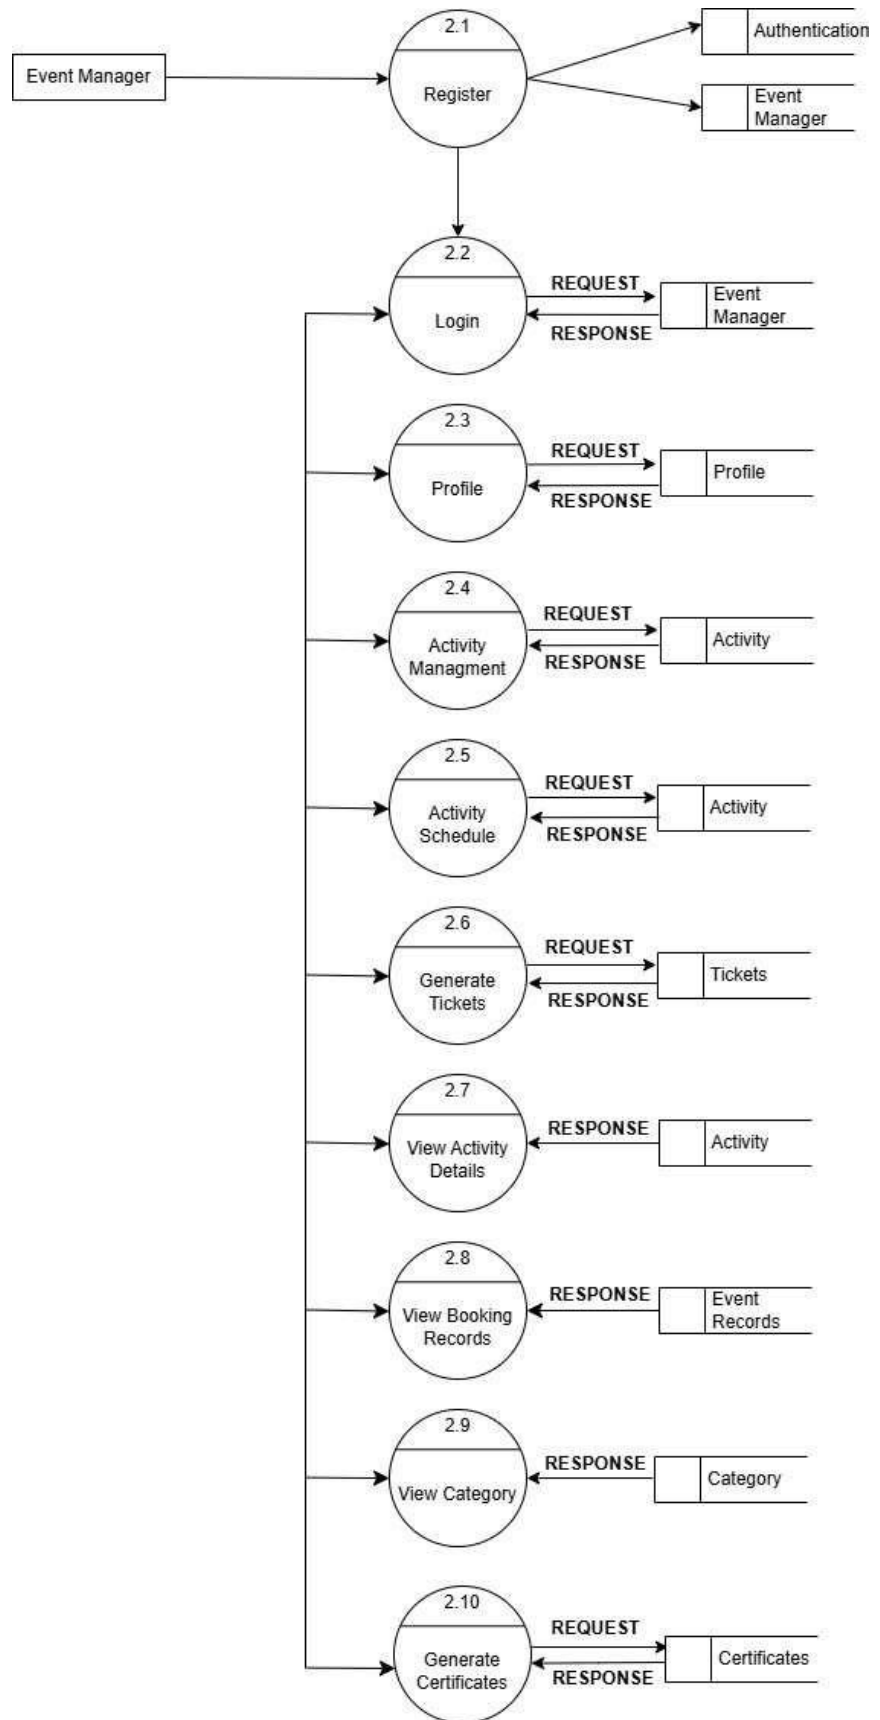 2.1
Authentication
Event Manager
Register
Event
Manager
2.2
REQUEST
Event
Manager
Login
RESPONSE
2.3
REQUEST
Profile
Profile
RESPONSE
2.4
REQUEST
Activity
Managment
Activity
RESPONSE
2.5
REQUEST
Activity
Schedule
Activity
RESPONSE
2.6
REQUEST
Generate
Tickets
Tickets
RESPONSE
2.7
RESPONSE
View Activity
Details
Activity
2.8
RESPONSE
View Booking
Records
Event
Records
2.9
RESPONSE
View Category
Category
2.10
REQUEST
Generate
Certificates
Certificates
RESPONSE